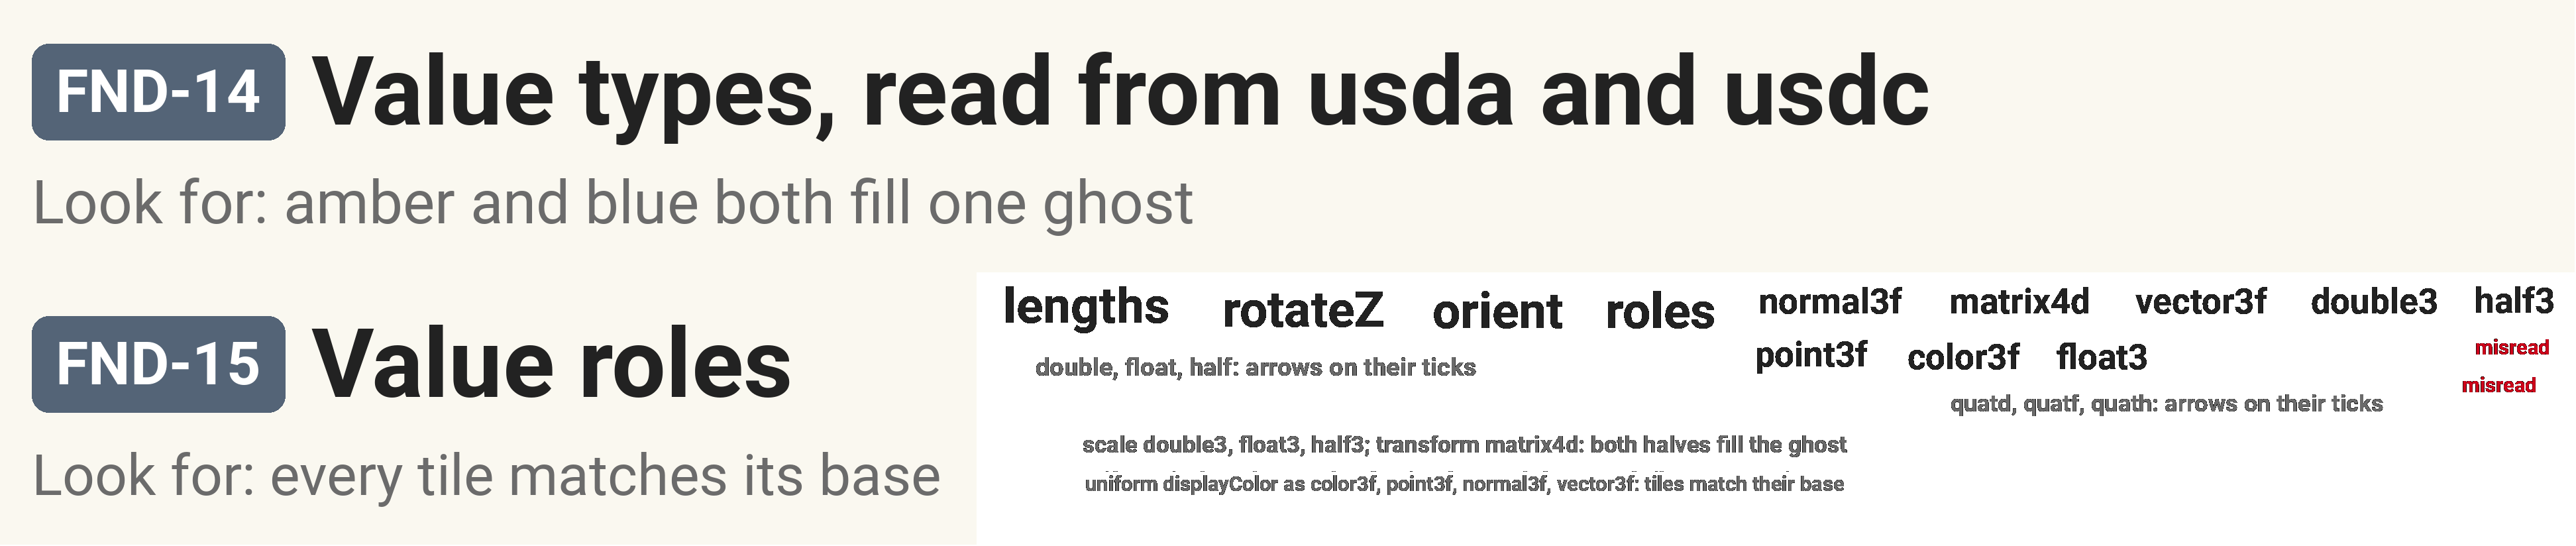 FND-14 Value types, read from usda and usdc
Look for: amber and blue both fill one ghost
FND-15 Value roles
Look for: every tile matches its base
lengths rotateZ orient roles normal3f matrix4d vector3f double3 half3
point3f color3f float3 misread
double, float, half: arrows on their ticks
misread
quatd, quatf, quath: arrows on their ticks
scale double3, float3, half3; transform matrix4d: both halves fill the ghost
uniform displayColor as color3f, point3f, normal3f, vector3f: tiles match their base